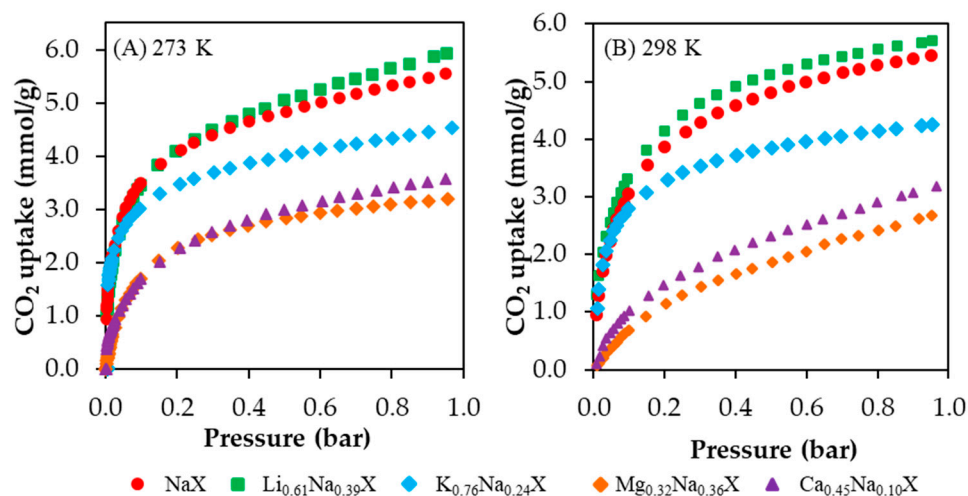 (A) 273 K
CO₂ uptake (mmol/g)
6.0
5.0
4.0
3.0
2.0
1.0
0.0
0.0 0.2 0.4 0.6 0.8 1.0
Pressure (bar)
(B) 298 K
CO₂ uptake (mmol/g)
6.0
5.0
4.0
3.0
2.0
1.0
0.0
0.0 0.2 0.4 0.6 0.8 1.0
Pressure (bar)
NaX Li₀.₆₁Na₀.₃₉X K₀.₇₆Na₀.₂₄X Mg₀.₃₂Na₀.₃₆X Ca₀.₄₅Na₀.₁₀X